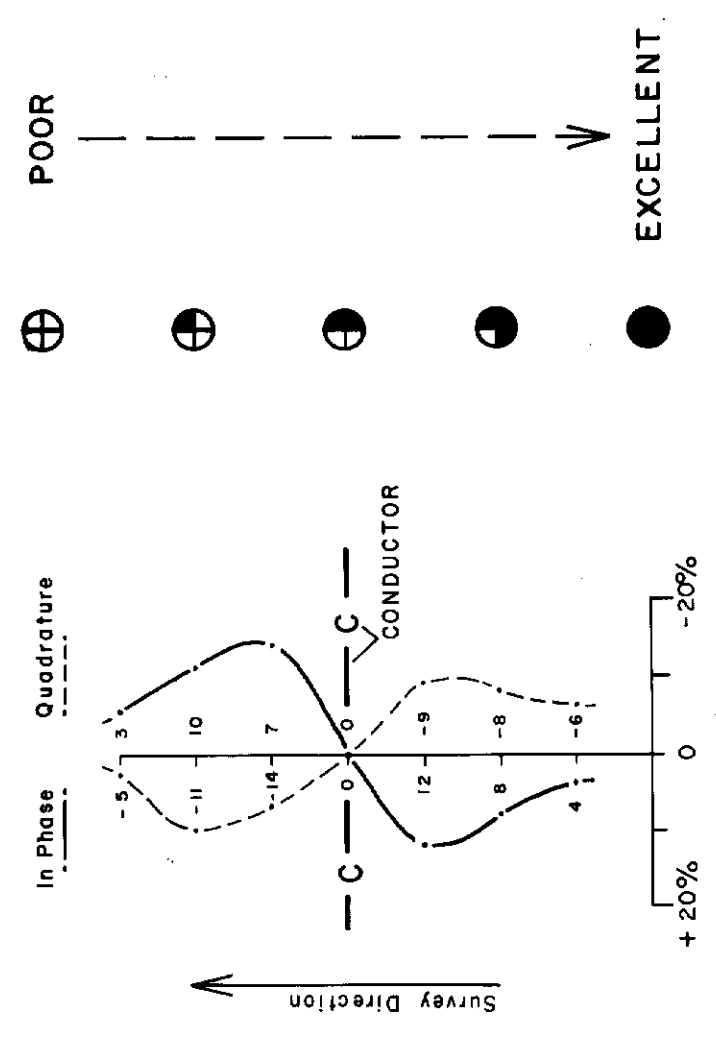 In Phase
Quadrature
-5 3
-11 10
-14 7
C 0 0 C
CONDUCTOR
12 -9
8 -8
4 -6
+20% 0 -20%
Survey Direction
POOR
EXCELLENT